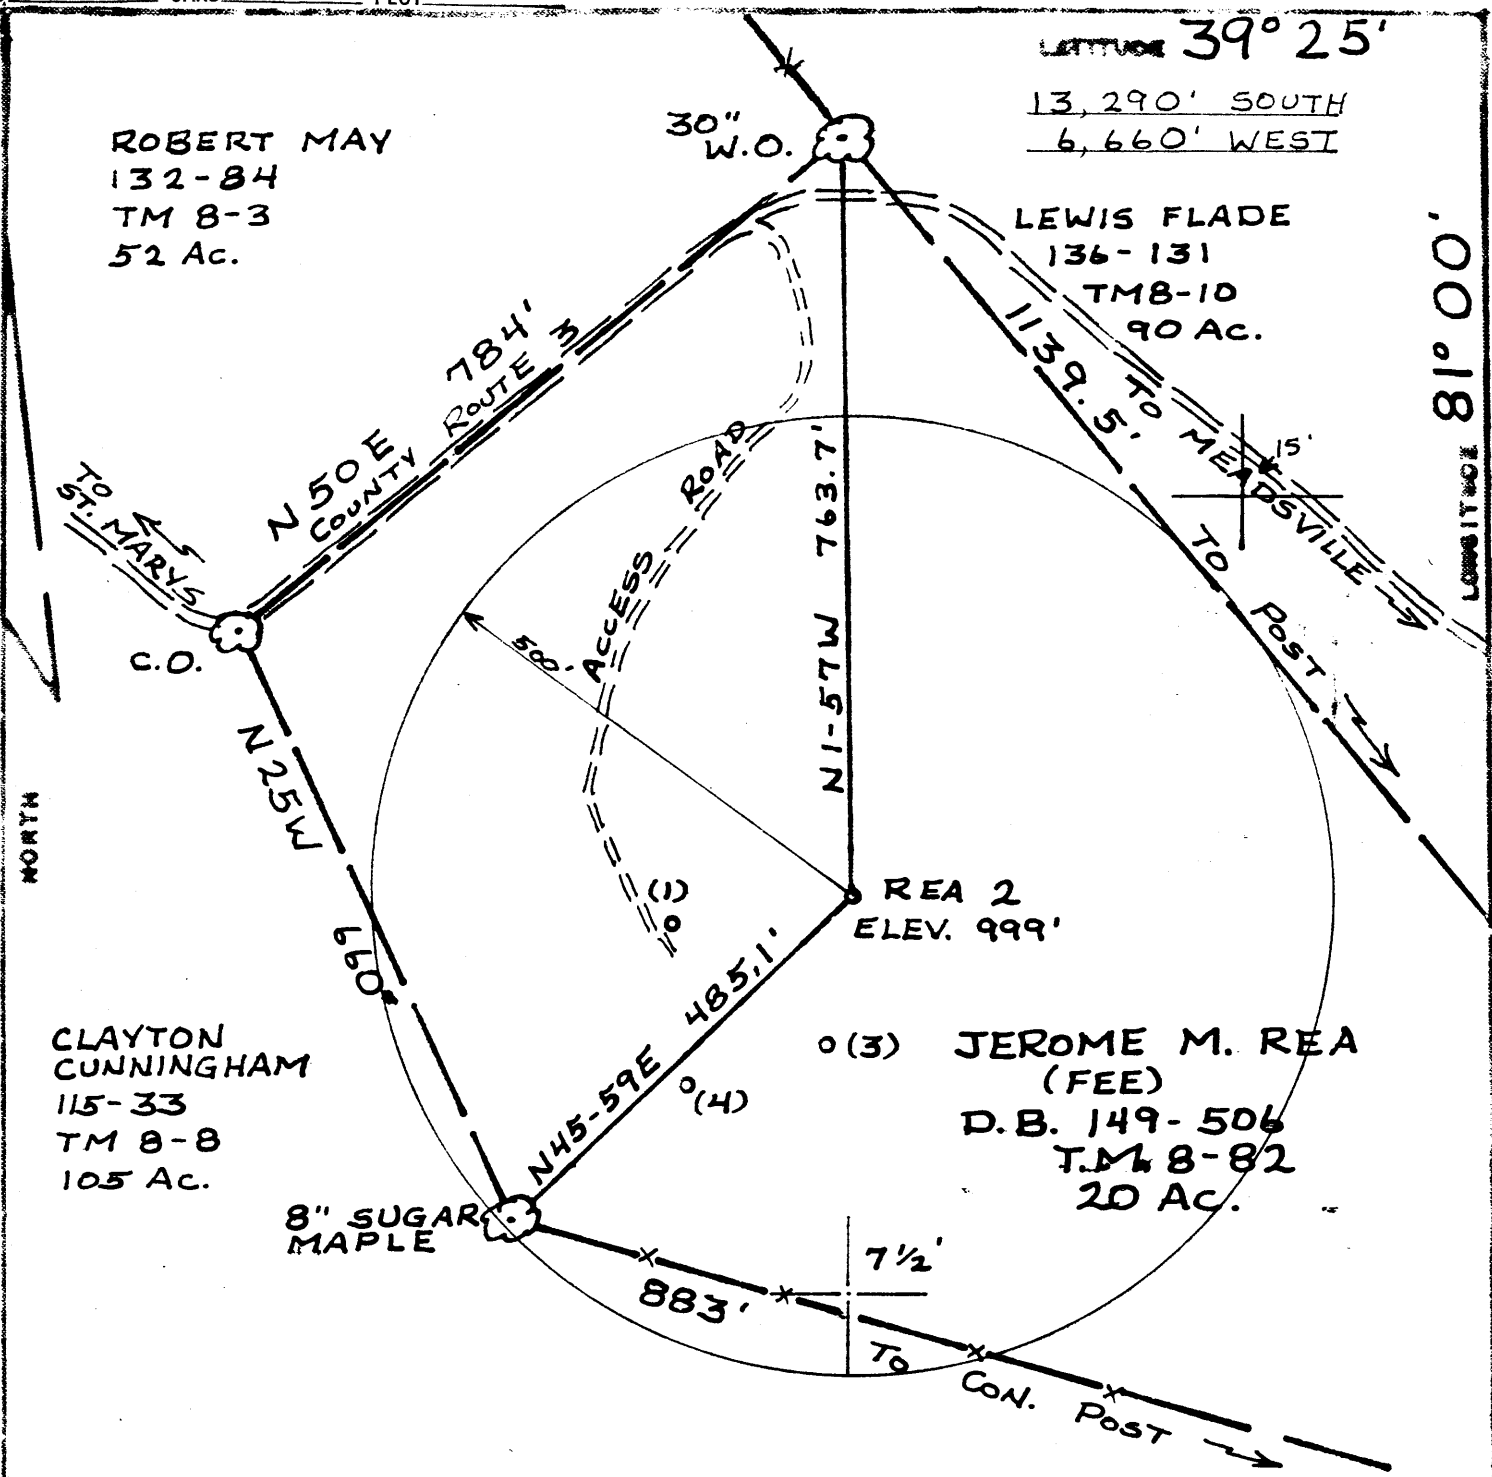 LATITUDE 39° 25'
13,290' SOUTH
6,660' WEST
LONGITUDE 81° 00'
ROBERT MAY
132-84
TM 8-3
52 Ac.
30"
W.O.
LEWIS FLADE
136-131
TM8-10
90 Ac.
784'
N 50 E
COUNTY ROUTE 3
TO
ST. MARYS
C.O.
1139.5'
TO POST
TO MEADSVILLE
15'
ACCESS ROAD
500'
N1-57W 763.7'
N25W
660'
NORTH
(1)
REA 2
ELEV. 999'
N45-59E 485.1'
(3)
(4)
JEROME M. REA
(FEE)
D.B. 149-506
T.M. 8-82
20 Ac.
CLAYTON
CUNNINGHAM
115-33
TM 8-8
105 Ac.
8" SUGAR
MAPLE
7 1/2'
883'
TO CON. POST